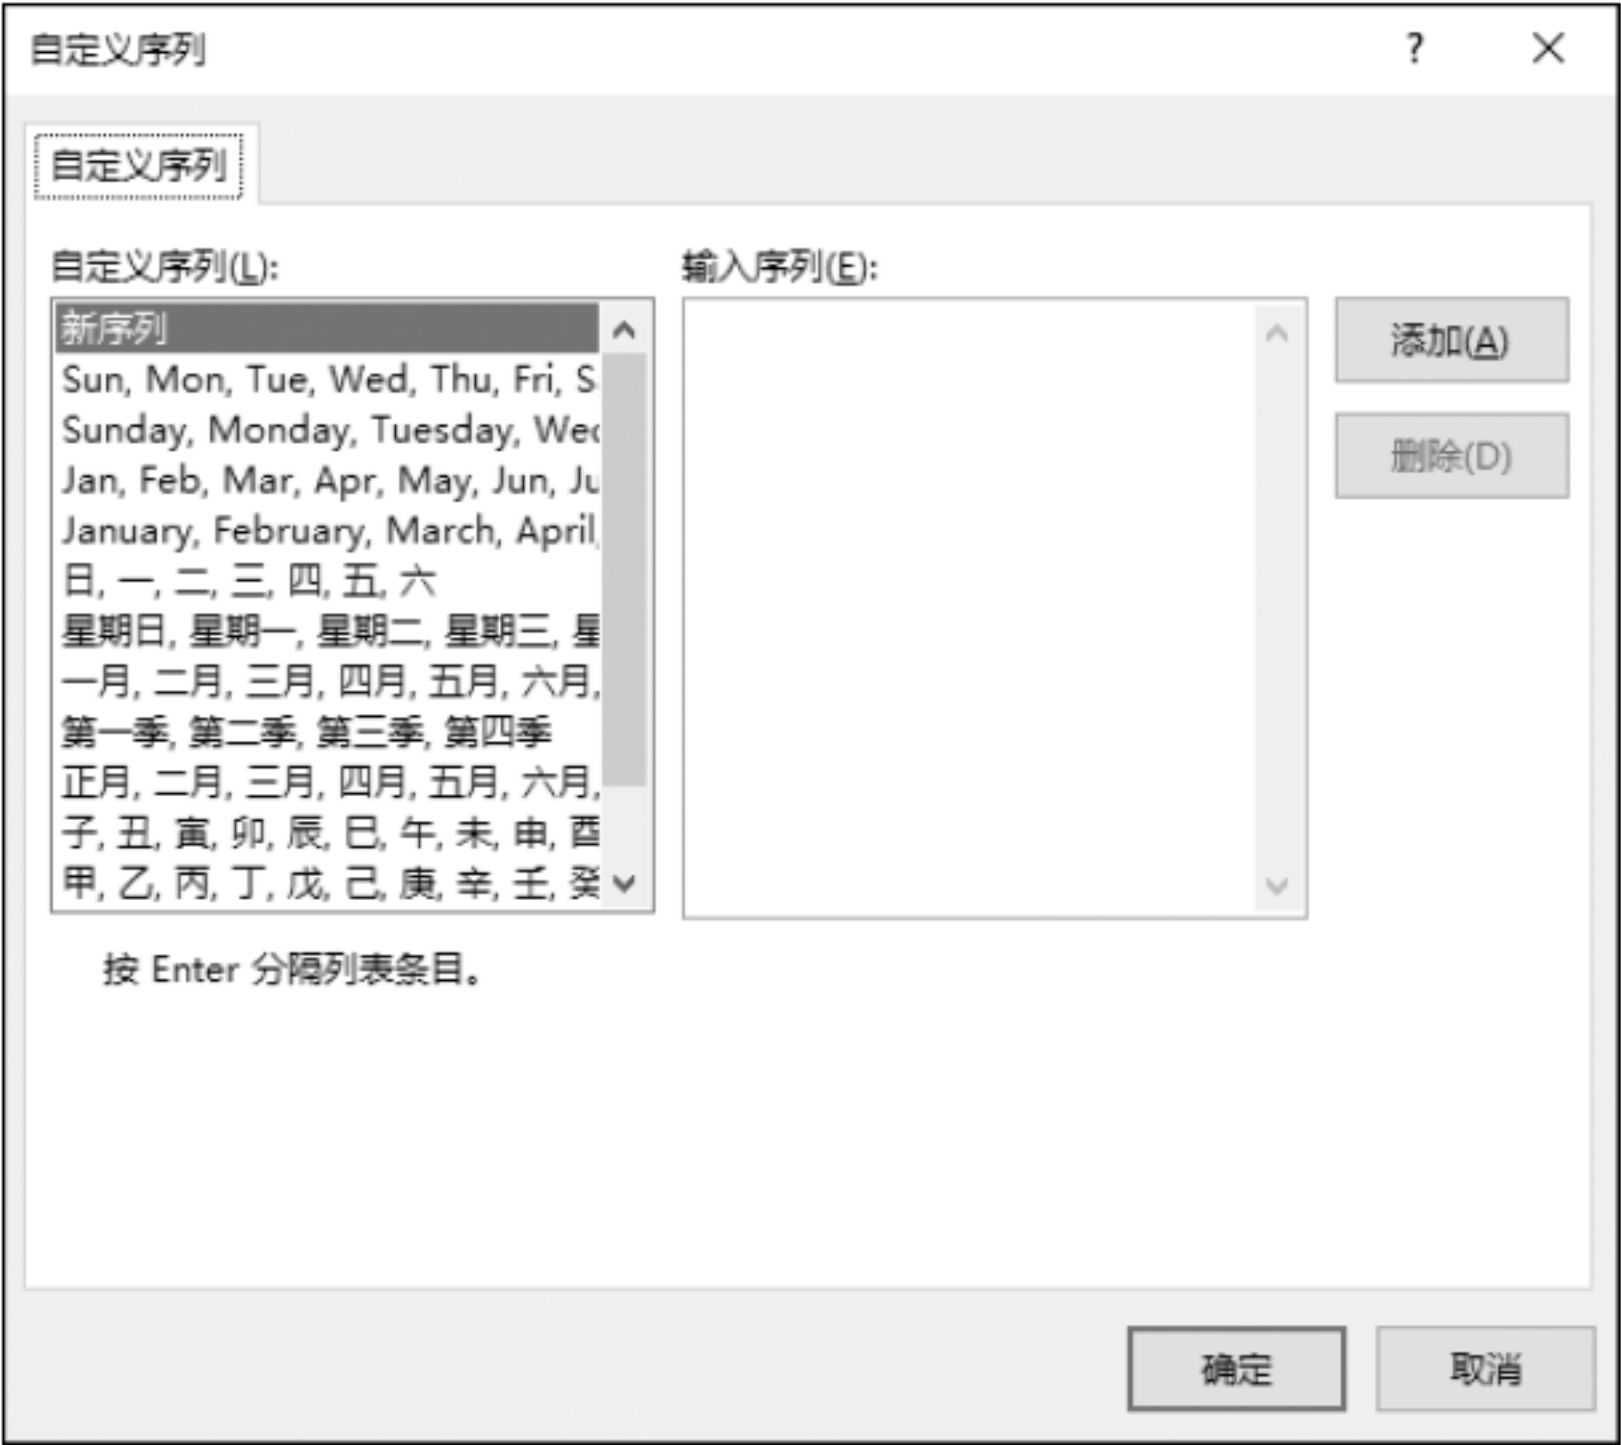 自定义序列
?
自定义序列
自定义序列(L):
新序列
Sun, Mon, Tue, Wed, Thu, Fri, S
Sunday, Monday, Tuesday, Wed
Jan, Feb, Mar, Apr, May, Jun, Ju
January, February, March, April,
日, 一, 二, 三, 四, 五, 六
星期日, 星期一, 星期二, 星期三, 星
一月, 二月, 三月, 四月, 五月, 六月,
第一季, 第二季, 第三季, 第四季
正月, 二月, 三月, 四月, 五月, 六月,
子, 丑, 寅, 卯, 辰, 巳, 午, 未, 申, 酉
甲, 乙, 丙, 丁, 戊, 己, 庚, 辛, 壬, 癸
按 Enter 分隔列表条目。
输入序列(E):
添加(A)
删除(D)
确定
取消